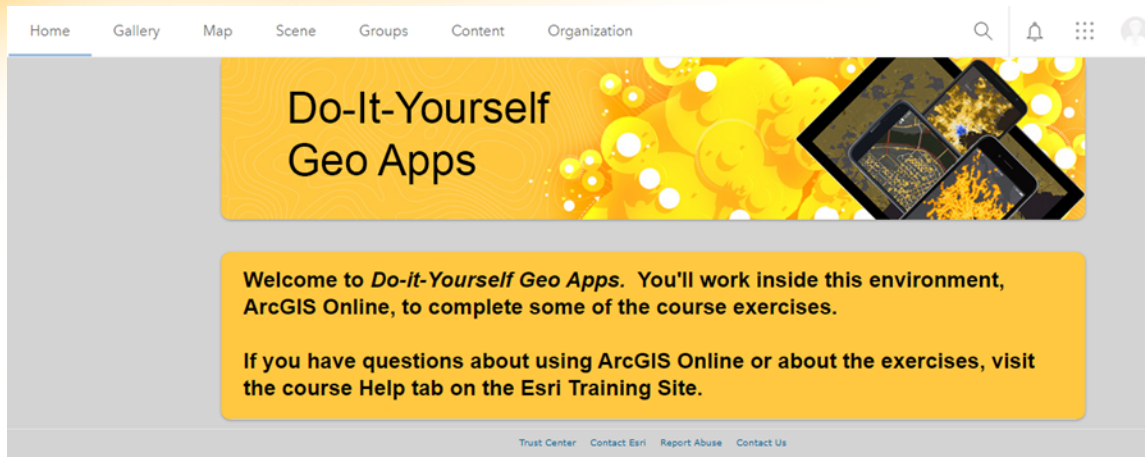 Home Gallery Map Scene Groups Content Organization
Do-It-Yourself
Geo Apps
Welcome to Do-it-Yourself Geo Apps. You'll work inside this environment,
ArcGIS Online, to complete some of the course exercises.
If you have questions about using ArcGIS Online or about the exercises, visit
the course Help tab on the Esri Training Site.
Trust Center Contact Esri Report Abuse Contact Us